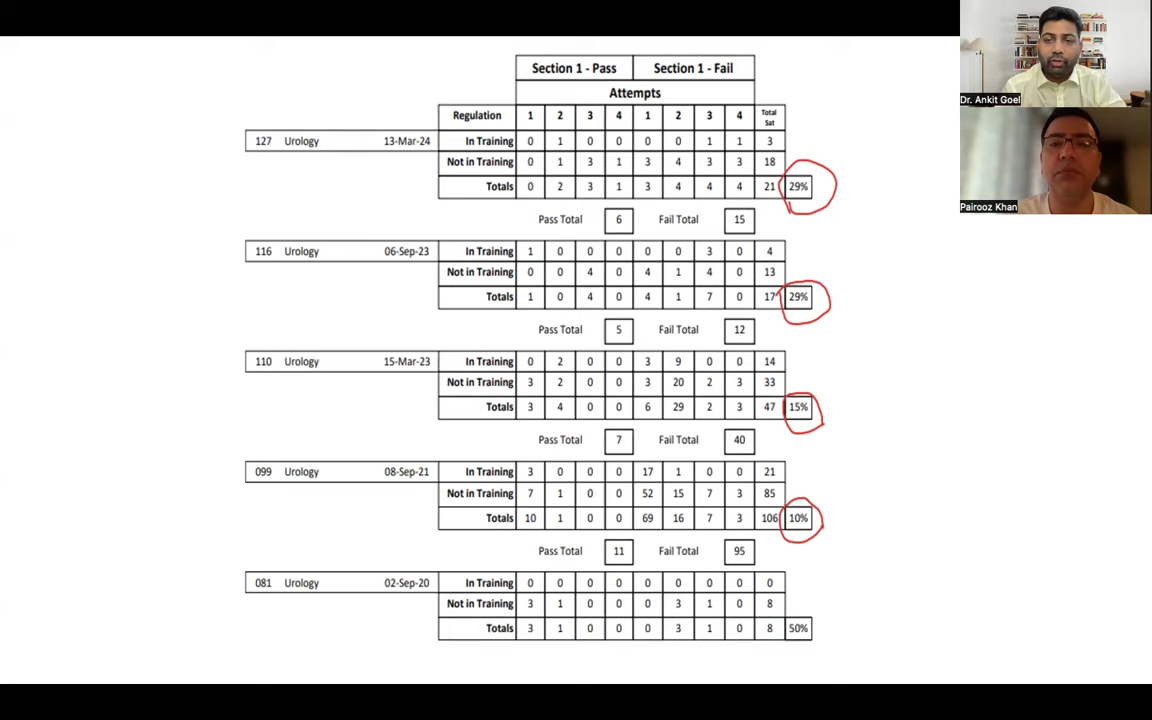 Section 1 - Pass Section 1 - Fail
Dr. Ankit Goel
Attempts
Regulation 1 2 3 4 1 2 3 4 Total Sat
127 Urology 13-Mar-24 In Training 0 1 0 0 0 0 1 1 3
Not in Training 0 1 3 1 3 4 3 3 18
Totals 0 2 3 1 3 4 4 4 21 29%
Pairooz Khan
Pass Total 6 Fail Total 15
116 Urology 06-Sep-23 In Training 1 0 0 0 0 0 3 0 4
Not in Training 0 0 4 0 4 1 4 0 13
Totals 1 0 4 0 4 1 7 0 17 29%
Pass Total 5 Fail Total 12
110 Urology 15-Mar-23 In Training 0 2 0 0 3 9 0 0 14
Not in Training 3 2 0 0 3 20 2 3 33
Totals 3 4 0 0 6 29 2 3 47 15%
Pass Total 7 Fail Total 40
099 Urology 08-Sep-21 In Training 3 0 0 0 17 1 0 0 21
Not in Training 7 1 0 0 52 15 7 3 85
Totals 10 1 0 0 69 16 7 3 106 10%
Pass Total 11 Fail Total 95
081 Urology 02-Sep-20 In Training 0 0 0 0 0 0 0 0 0
Not in Training 3 1 0 0 0 3 1 0 8
Totals 3 1 0 0 0 3 1 0 8 50%